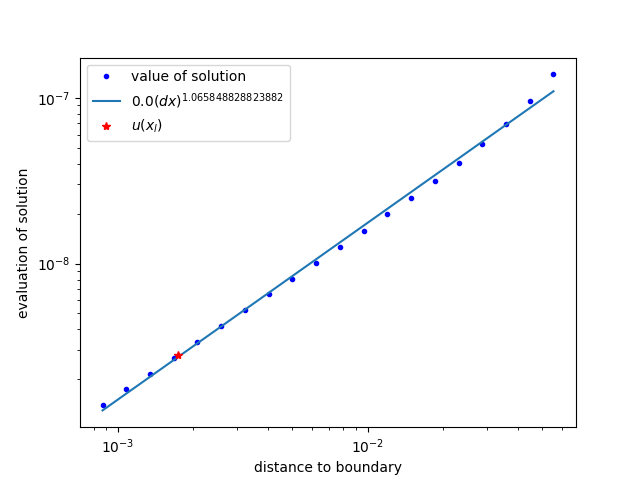 value of solution
0.0(dx)^1.065848828823882
u(x_l)
evaluation of solution
10^-7
10^-8
10^-3
10^-2
distance to boundary